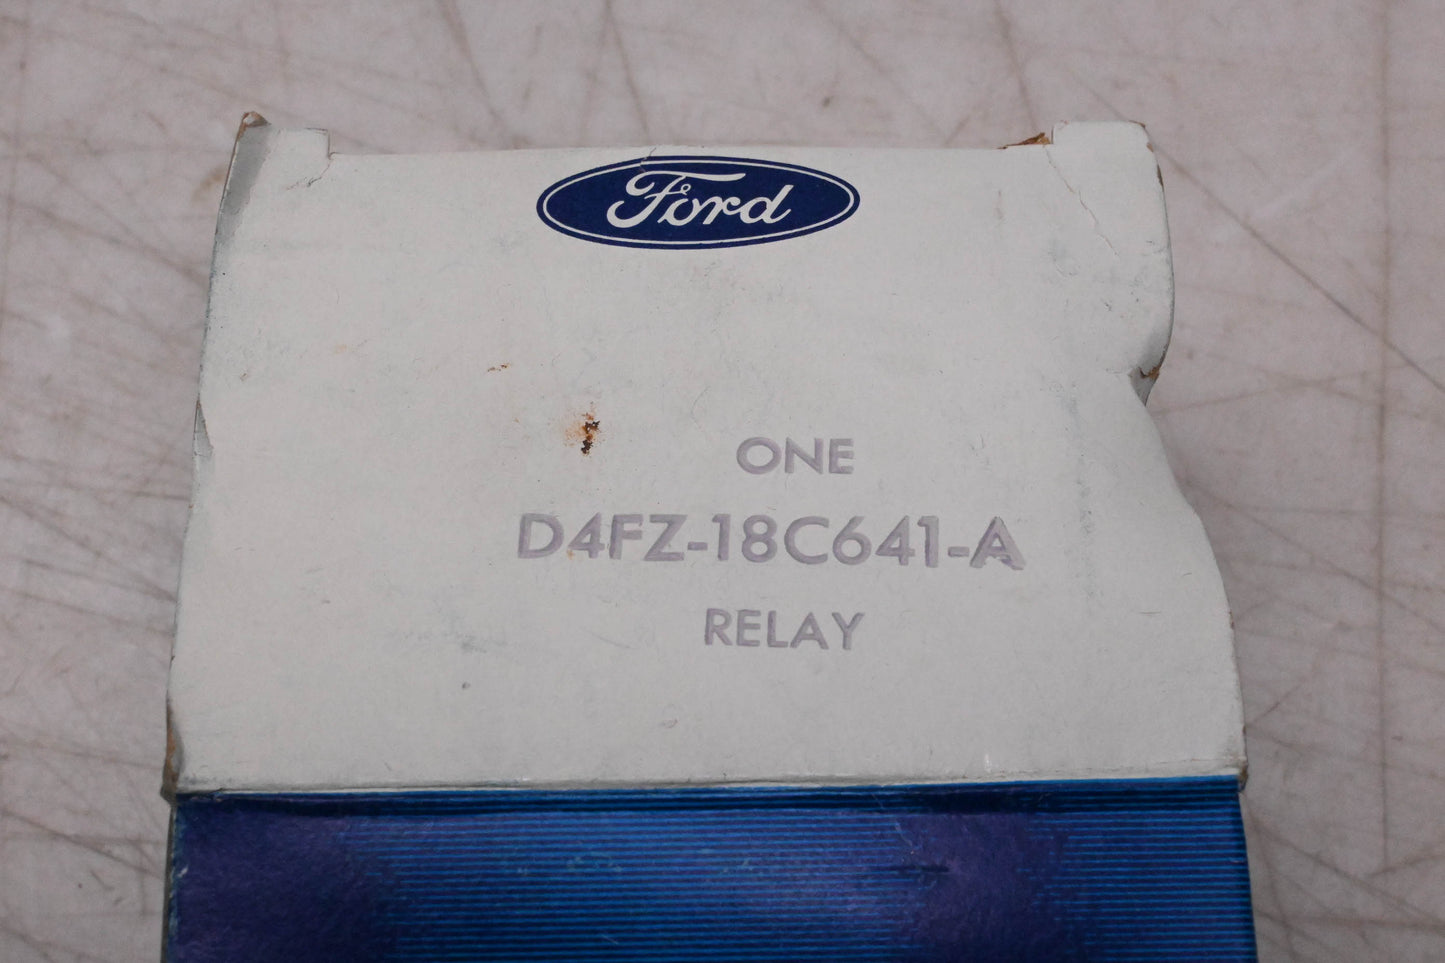 Ford
ONE
D4FZ-18C641-A
RELAY